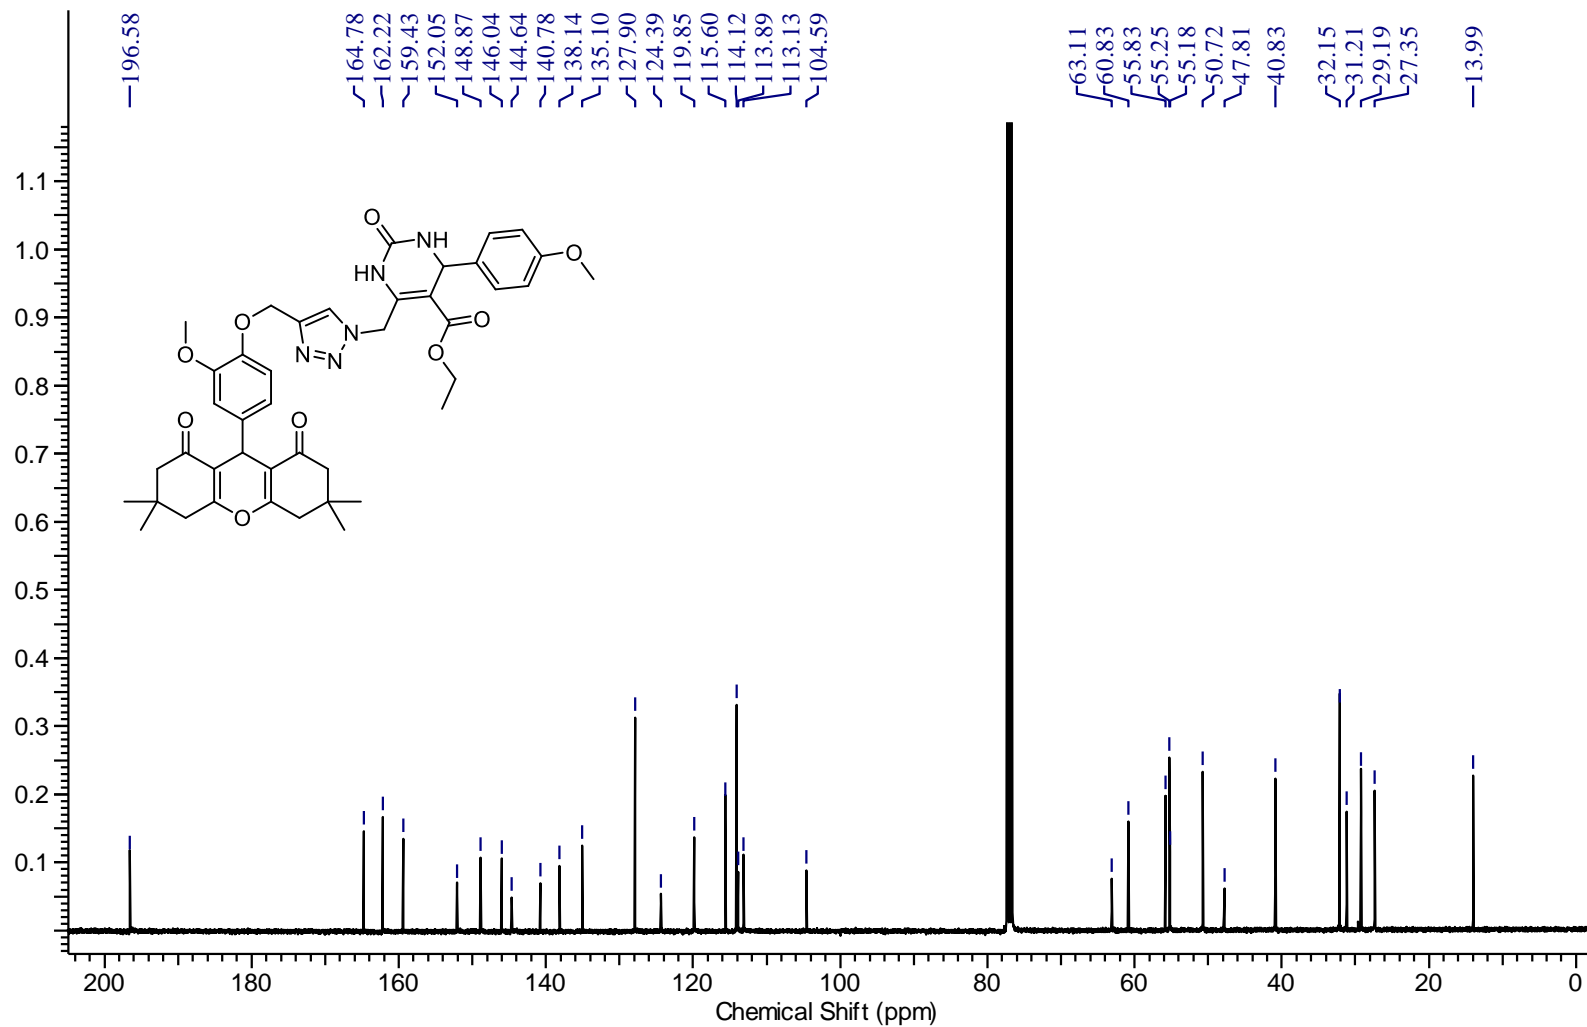 196.58
164.78
162.22
159.43
152.05
148.87
146.04
144.64
140.78
138.14
135.10
127.90
124.39
119.85
115.60
114.12
113.89
113.13
104.59
63.11
60.83
55.83
55.25
55.18
50.72
47.81
40.83
32.15
31.21
29.19
27.35
13.99
1.1
1.0
0.9
0.8
0.7
0.6
0.5
0.4
0.3
0.2
0.1
O
NH
HN
O
O
O
N
N
N
O
O
O
O
O
200 180 160 140 120 100 80 60 40 20 0
Chemical Shift (ppm)